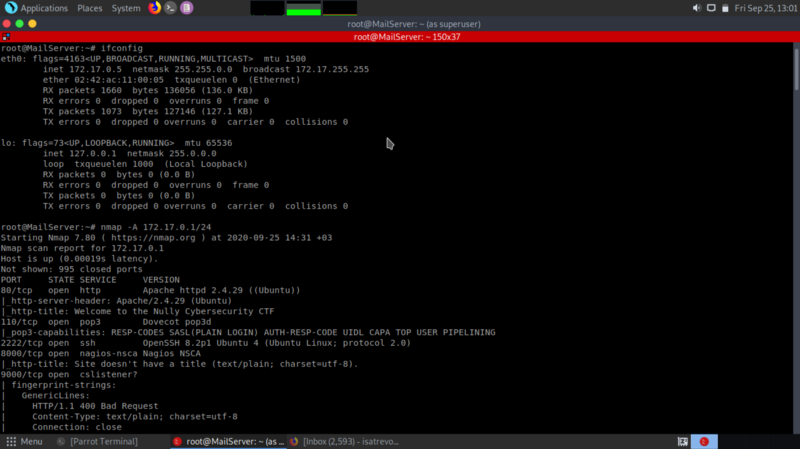 Applications Places System Fri Sep 25, 13:01
root@MailServer: ~ (as superuser)
root@MailServer: ~ 150x37
root@MailServer:~# ifconfig
eth0: flags=4163<UP,BROADCAST,RUNNING,MULTICAST> mtu 1500
inet 172.17.0.5 netmask 255.255.0.0 broadcast 172.17.255.255
ether 02:42:ac:11:00:05 txqueuelen 0 (Ethernet)
RX packets 1660 bytes 136056 (136.0 KB)
RX errors 0 dropped 0 overruns 0 frame 0
TX packets 1073 bytes 127146 (127.1 KB)
TX errors 0 dropped 0 overruns 0 carrier 0 collisions 0
lo: flags=73<UP,LOOPBACK,RUNNING> mtu 65536
inet 127.0.0.1 netmask 255.0.0.0
loop txqueuelen 1000 (Local Loopback)
RX packets 0 bytes 0 (0.0 B)
RX errors 0 dropped 0 overruns 0 frame 0
TX packets 0 bytes 0 (0.0 B)
TX errors 0 dropped 0 overruns 0 carrier 0 collisions 0
root@MailServer:~# nmap -A 172.17.0.1/24
Starting Nmap 7.80 ( https://nmap.org ) at 2020-09-25 14:31 +03
Nmap scan report for 172.17.0.1
Host is up (0.00019s latency).
Not shown: 995 closed ports
PORT STATE SERVICE VERSION
80/tcp open http Apache httpd 2.4.29 ((Ubuntu))
|_http-server-header: Apache/2.4.29 (Ubuntu)
|_http-title: Welcome to the Nully Cybersecurity CTF
110/tcp open pop3 Dovecot pop3d
|_pop3-capabilities: RESP-CODES SASL(PLAIN LOGIN) AUTH-RESP-CODE UIDL CAPA TOP USER PIPELINING
2222/tcp open ssh OpenSSH 8.2p1 Ubuntu 4 (Ubuntu Linux; protocol 2.0)
8000/tcp open nagios-nsca Nagios NSCA
|_http-title: Site doesn't have a title (text/plain; charset=utf-8).
9000/tcp open cslistener?
| fingerprint-strings:
| GenericLines:
| HTTP/1.1 400 Bad Request
| Content-Type: text/plain; charset=utf-8
| Connection: close
Menu [Parrot Terminal] root@MailServer: ~ (as ... [Inbox (2,593) - isatrevo...